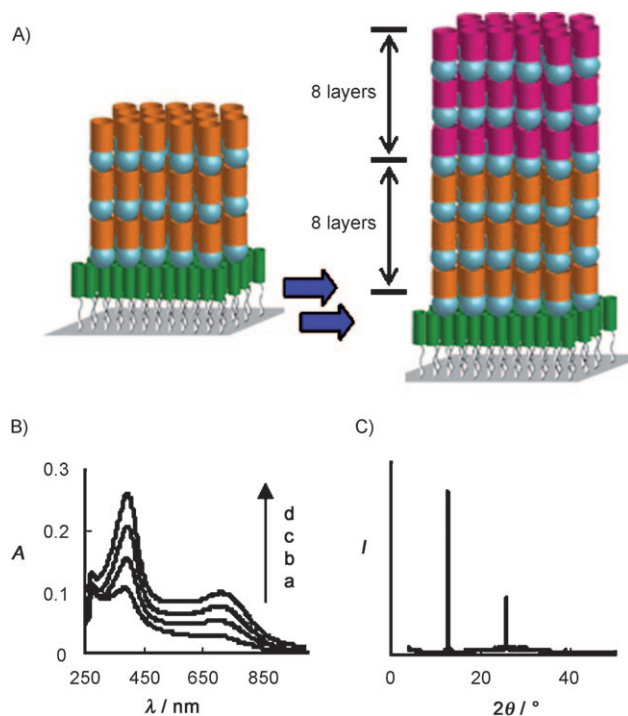 A)
8 layers
8 layers
B)
0.3
0.2
A
0.1
0
d
c
b
a
250 450 650 850
λ / nm
C)
I
0 20 40
2θ / °